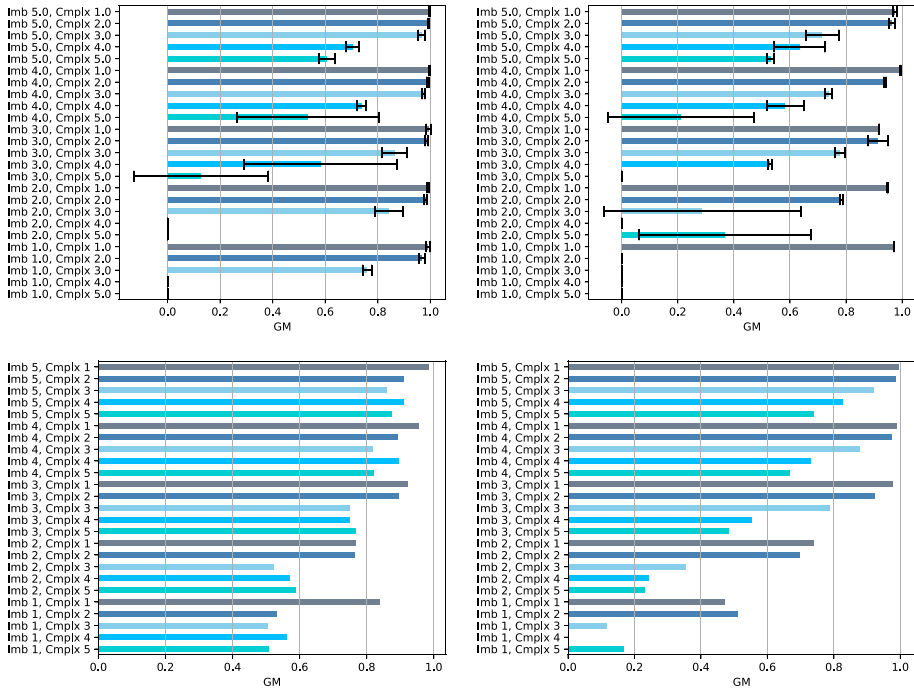 Imb 5.0, Cmplx 1.0
Imb 5.0, Cmplx 2.0
Imb 5.0, Cmplx 3.0
Imb 5.0, Cmplx 4.0
Imb 5.0, Cmplx 5.0
Imb 4.0, Cmplx 1.0
Imb 4.0, Cmplx 2.0
Imb 4.0, Cmplx 3.0
Imb 4.0, Cmplx 4.0
Imb 4.0, Cmplx 5.0
Imb 3.0, Cmplx 1.0
Imb 3.0, Cmplx 2.0
Imb 3.0, Cmplx 3.0
Imb 3.0, Cmplx 4.0
Imb 3.0, Cmplx 5.0
Imb 2.0, Cmplx 1.0
Imb 2.0, Cmplx 2.0
Imb 2.0, Cmplx 3.0
Imb 2.0, Cmplx 4.0
Imb 2.0, Cmplx 5.0
Imb 1.0, Cmplx 1.0
Imb 1.0, Cmplx 2.0
Imb 1.0, Cmplx 3.0
Imb 1.0, Cmplx 4.0
Imb 1.0, Cmplx 5.0
0.0 0.2 0.4 0.6 0.8 1.0
GM
Imb 5.0, Cmplx 1.0
Imb 5.0, Cmplx 2.0
Imb 5.0, Cmplx 3.0
Imb 5.0, Cmplx 4.0
Imb 5.0, Cmplx 5.0
Imb 4.0, Cmplx 1.0
Imb 4.0, Cmplx 2.0
Imb 4.0, Cmplx 3.0
Imb 4.0, Cmplx 4.0
Imb 4.0, Cmplx 5.0
Imb 3.0, Cmplx 1.0
Imb 3.0, Cmplx 2.0
Imb 3.0, Cmplx 3.0
Imb 3.0, Cmplx 4.0
Imb 3.0, Cmplx 5.0
Imb 2.0, Cmplx 1.0
Imb 2.0, Cmplx 2.0
Imb 2.0, Cmplx 3.0
Imb 2.0, Cmplx 4.0
Imb 2.0, Cmplx 5.0
Imb 1.0, Cmplx 1.0
Imb 1.0, Cmplx 2.0
Imb 1.0, Cmplx 3.0
Imb 1.0, Cmplx 4.0
Imb 1.0, Cmplx 5.0
0.0 0.2 0.4 0.6 0.8 1.0
GM
Imb 5, Cmplx 1
Imb 5, Cmplx 2
Imb 5, Cmplx 3
Imb 5, Cmplx 4
Imb 5, Cmplx 5
Imb 4, Cmplx 1
Imb 4, Cmplx 2
Imb 4, Cmplx 3
Imb 4, Cmplx 4
Imb 4, Cmplx 5
Imb 3, Cmplx 1
Imb 3, Cmplx 2
Imb 3, Cmplx 3
Imb 3, Cmplx 4
Imb 3, Cmplx 5
Imb 2, Cmplx 1
Imb 2, Cmplx 2
Imb 2, Cmplx 3
Imb 2, Cmplx 4
Imb 2, Cmplx 5
Imb 1, Cmplx 1
Imb 1, Cmplx 2
Imb 1, Cmplx 3
Imb 1, Cmplx 4
Imb 1, Cmplx 5
0.0 0.2 0.4 0.6 0.8 1.0
GM
Imb 5, Cmplx 1
Imb 5, Cmplx 2
Imb 5, Cmplx 3
Imb 5, Cmplx 4
Imb 5, Cmplx 5
Imb 4, Cmplx 1
Imb 4, Cmplx 2
Imb 4, Cmplx 3
Imb 4, Cmplx 4
Imb 4, Cmplx 5
Imb 3, Cmplx 1
Imb 3, Cmplx 2
Imb 3, Cmplx 3
Imb 3, Cmplx 4
Imb 3, Cmplx 5
Imb 2, Cmplx 1
Imb 2, Cmplx 2
Imb 2, Cmplx 3
Imb 2, Cmplx 4
Imb 2, Cmplx 5
Imb 1, Cmplx 1
Imb 1, Cmplx 2
Imb 1, Cmplx 3
Imb 1, Cmplx 4
Imb 1, Cmplx 5
0.0 0.2 0.4 0.6 0.8 1.0
GM